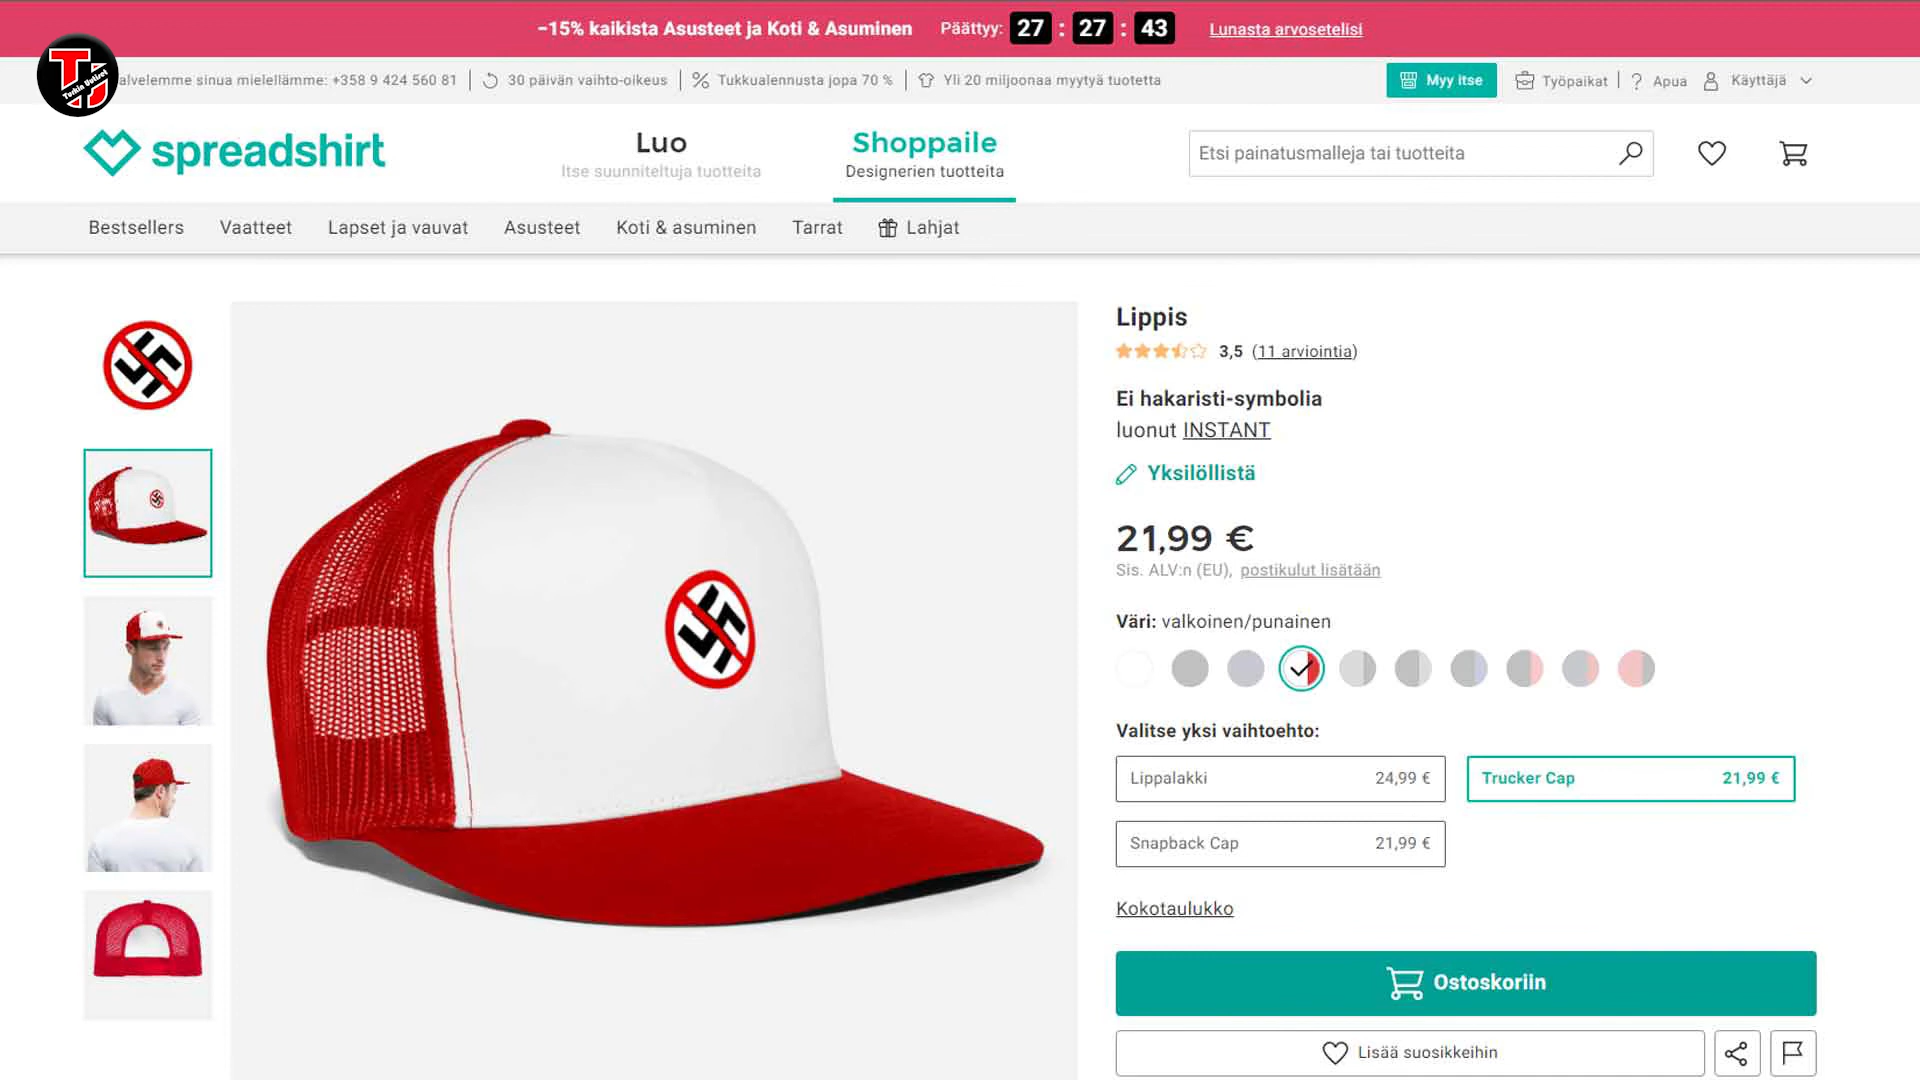 −15% kaikista Asusteet ja Koti & Asuminen Päättyy: 27 : 27 : 43 Lunasta arvosetelisi
TJ
Turkin Uutiset
alvelemme sinua mielellämme: +358 9 424 560 81 30 päivän vaihto-oikeus Tukkualennusta jopa 70 % Yli 20 miljoonaa myytyä tuotetta Myy itse Työpaikat Apua Käyttäjä
spreadshirt
Luo
Itse suunniteltuja tuotteita
Shoppaile
Designerien tuotteita
Etsi painatusmalleja tai tuotteita
Bestsellers Vaatteet Lapset ja vauvat Asusteet Koti & asuminen Tarrat Lahjat
Lippis
3,5 (11 arviointia)
Ei hakaristi-symbolia
luonut INSTANT
Yksilöllistä
21,99 €
Sis. ALV:n (EU), postikulut lisätään
Väri: valkoinen/punainen
Valitse yksi vaihtoehto:
Lippalakki 24,99 €
Trucker Cap 21,99 €
Snapback Cap 21,99 €
Kokotaulukko
Ostoskoriin
Lisää suosikkeihin